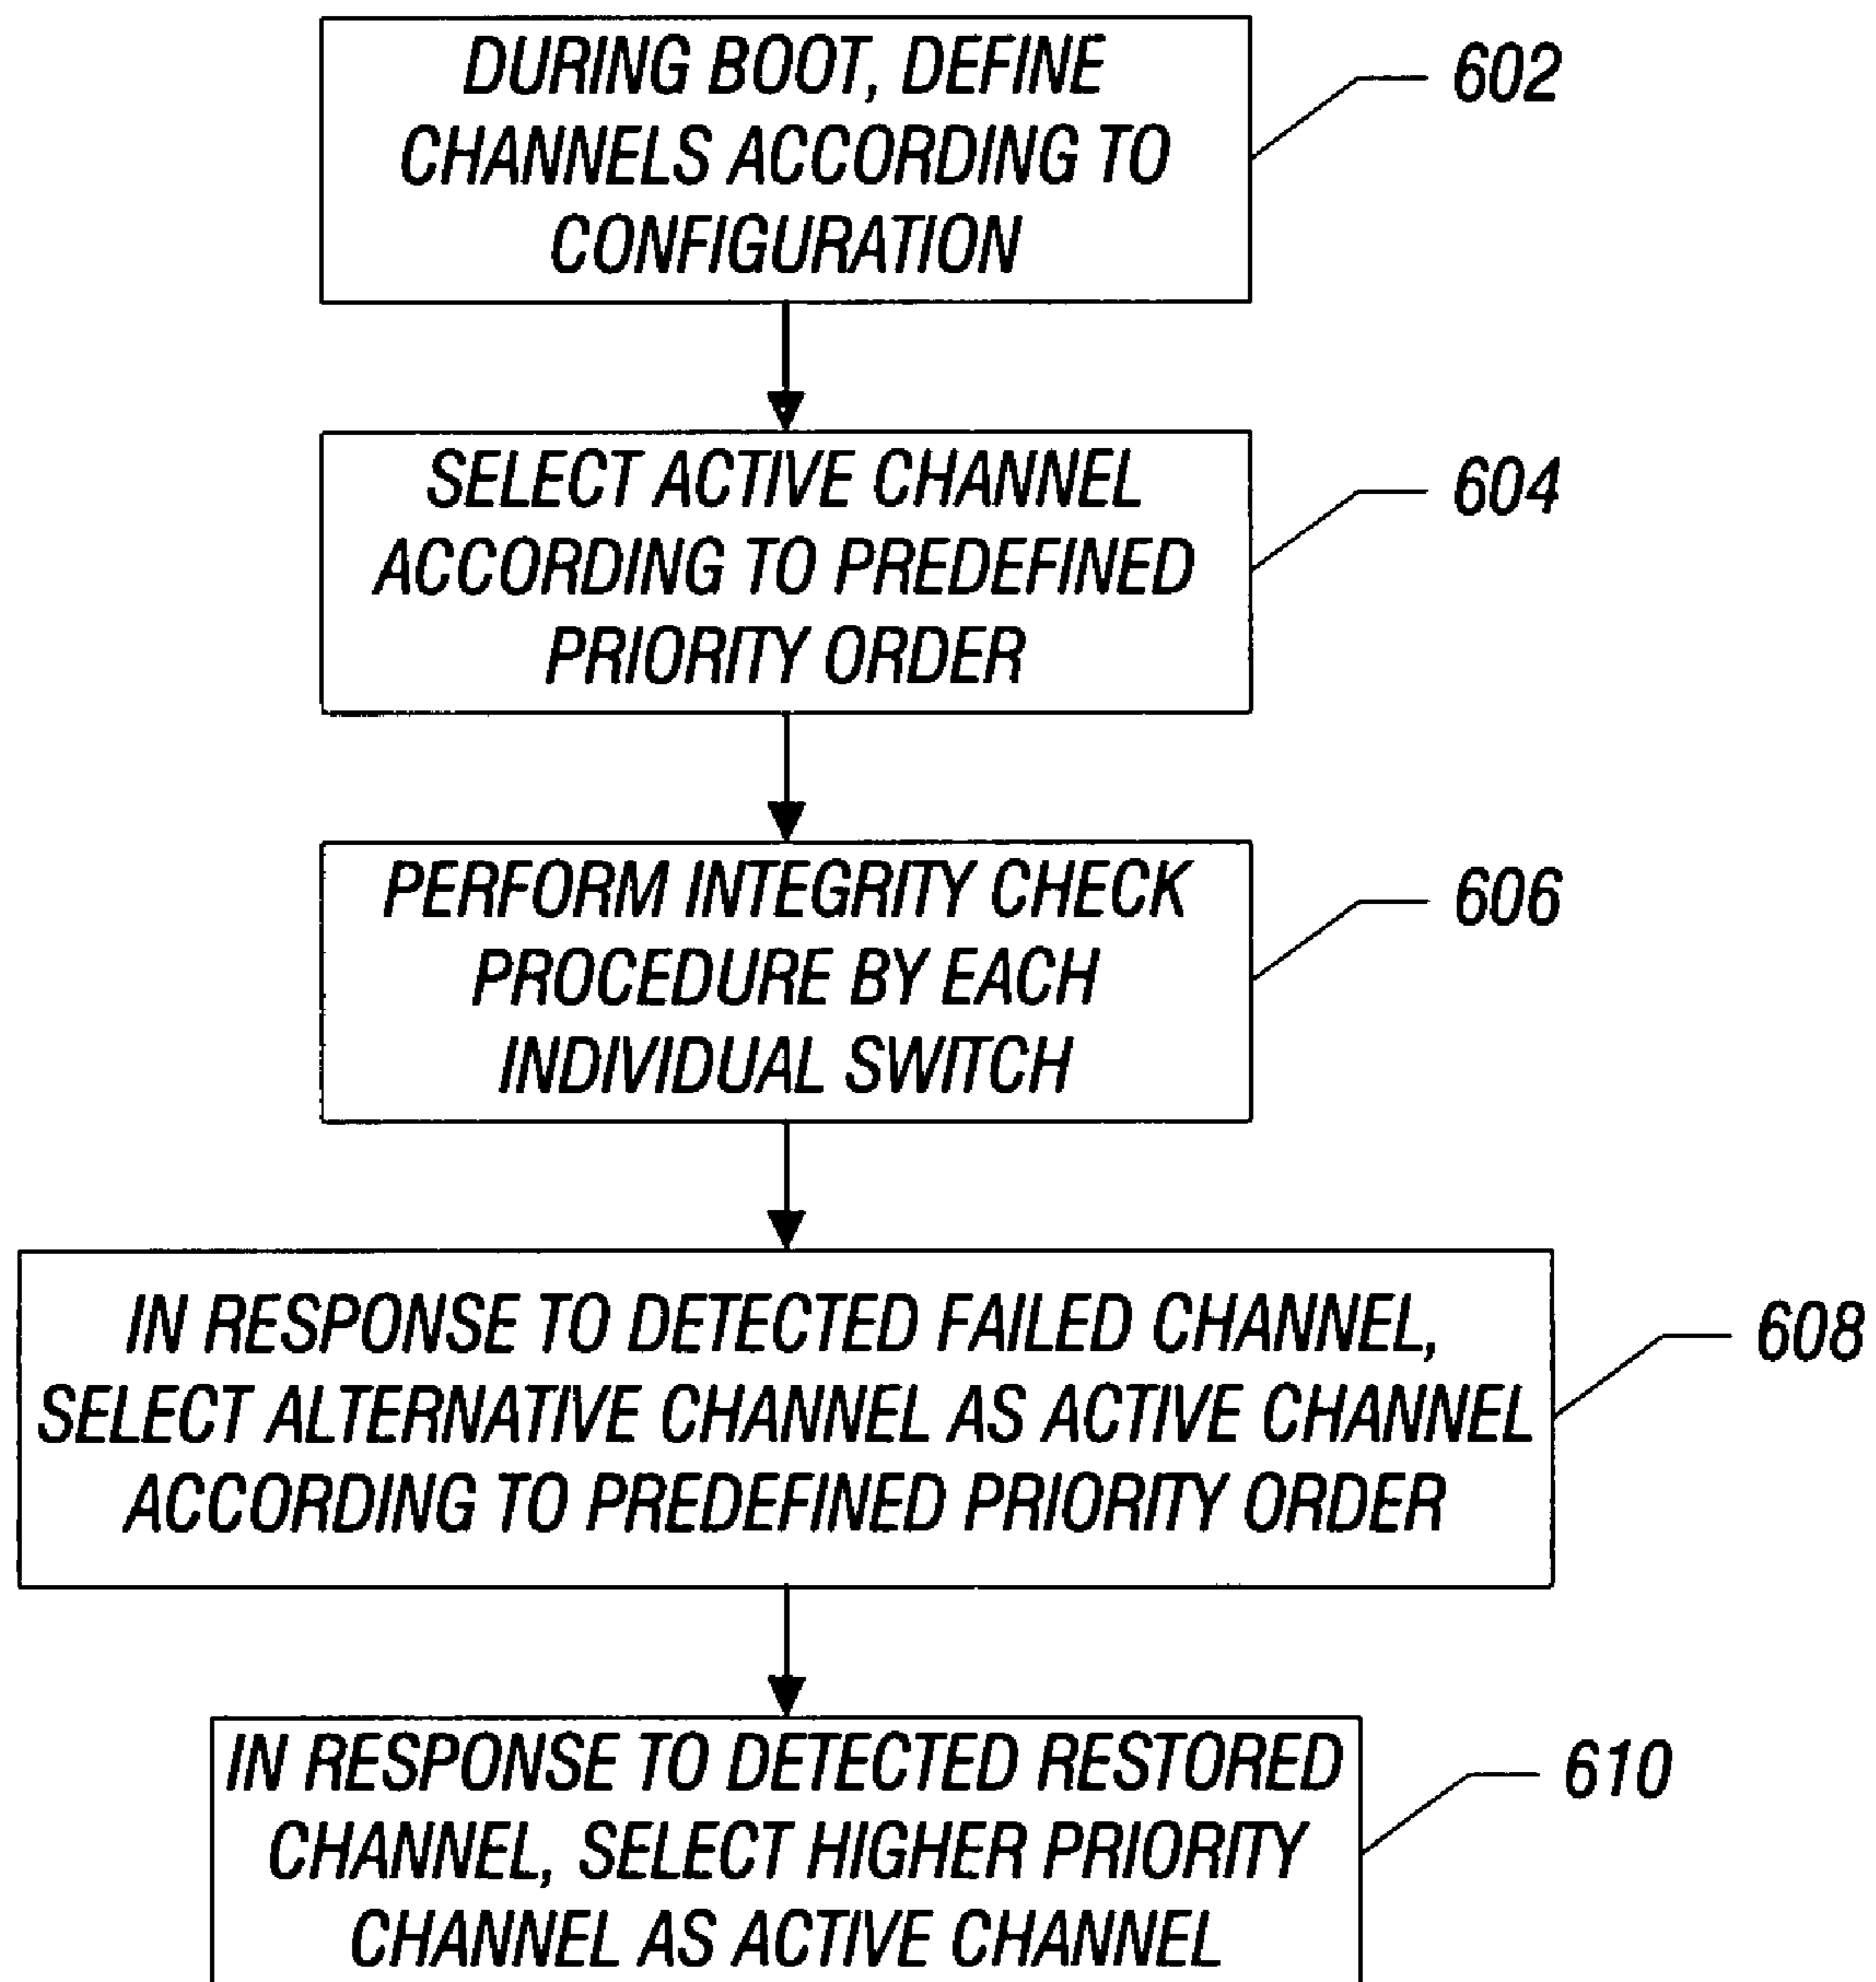 DURING BOOT, DEFINE
CHANNELS ACCORDING TO
CONFIGURATION
602
SELECT ACTIVE CHANNEL
ACCORDING TO PREDEFINED
PRIORITY ORDER
604
PERFORM INTEGRITY CHECK
PROCEDURE BY EACH
INDIVIDUAL SWITCH
606
IN RESPONSE TO DETECTED FAILED CHANNEL,
SELECT ALTERNATIVE CHANNEL AS ACTIVE CHANNEL
ACCORDING TO PREDEFINED PRIORITY ORDER
608
IN RESPONSE TO DETECTED RESTORED
CHANNEL, SELECT HIGHER PRIORITY
CHANNEL AS ACTIVE CHANNEL
610